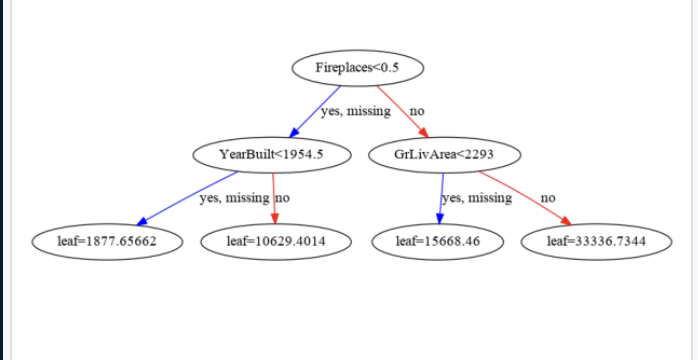 Fireplaces<0.5
yes, missing no
YearBuilt<1954.5
GrLivArea<2293
yes, missing no
yes, missing no
leaf=1877.65662
leaf=10629.4014
leaf=15668.46
leaf=33336.7344